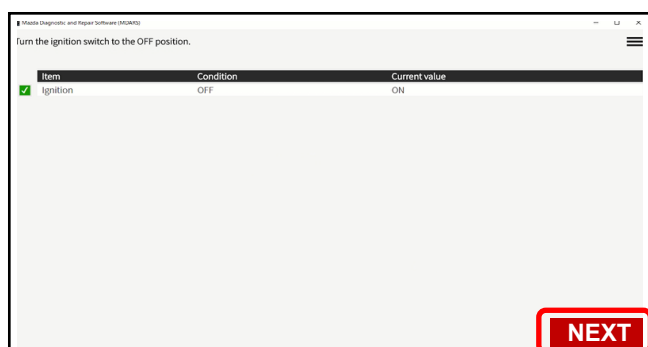 Mazda Diagnostic and Repair Software (MDARS)
Turn the ignition switch to the OFF position.
Item Condition Current value
Ignition OFF ON
NEXT